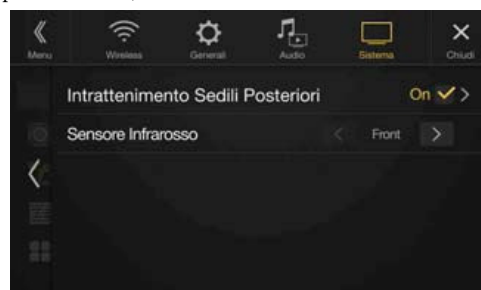 Menu
Wireless
Generali
Audio
Sistema
Chiudi
Intrattenimento Sedili Posteriori
On
Sensore Infrarosso
Front